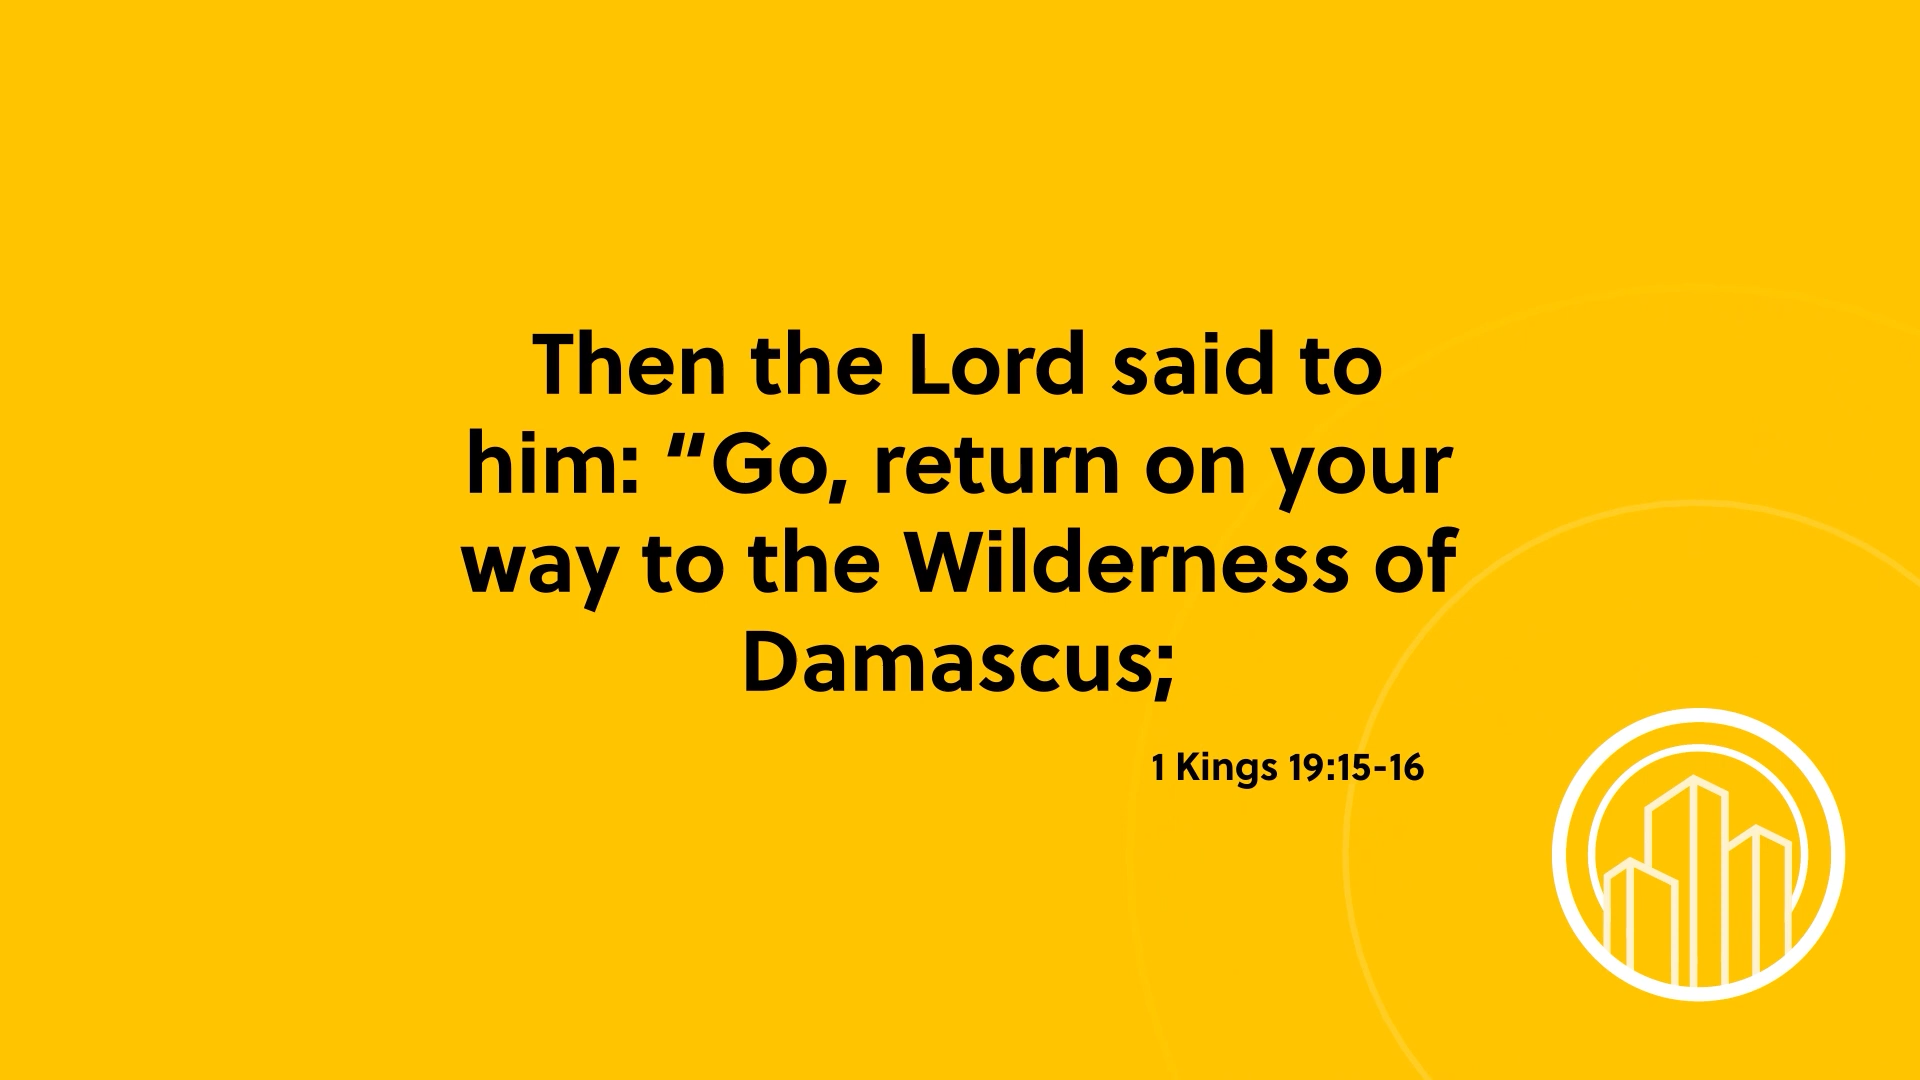 Then the Lord said to
him: “Go, return on your
way to the Wilderness of
Damascus;
1 Kings 19:15-16